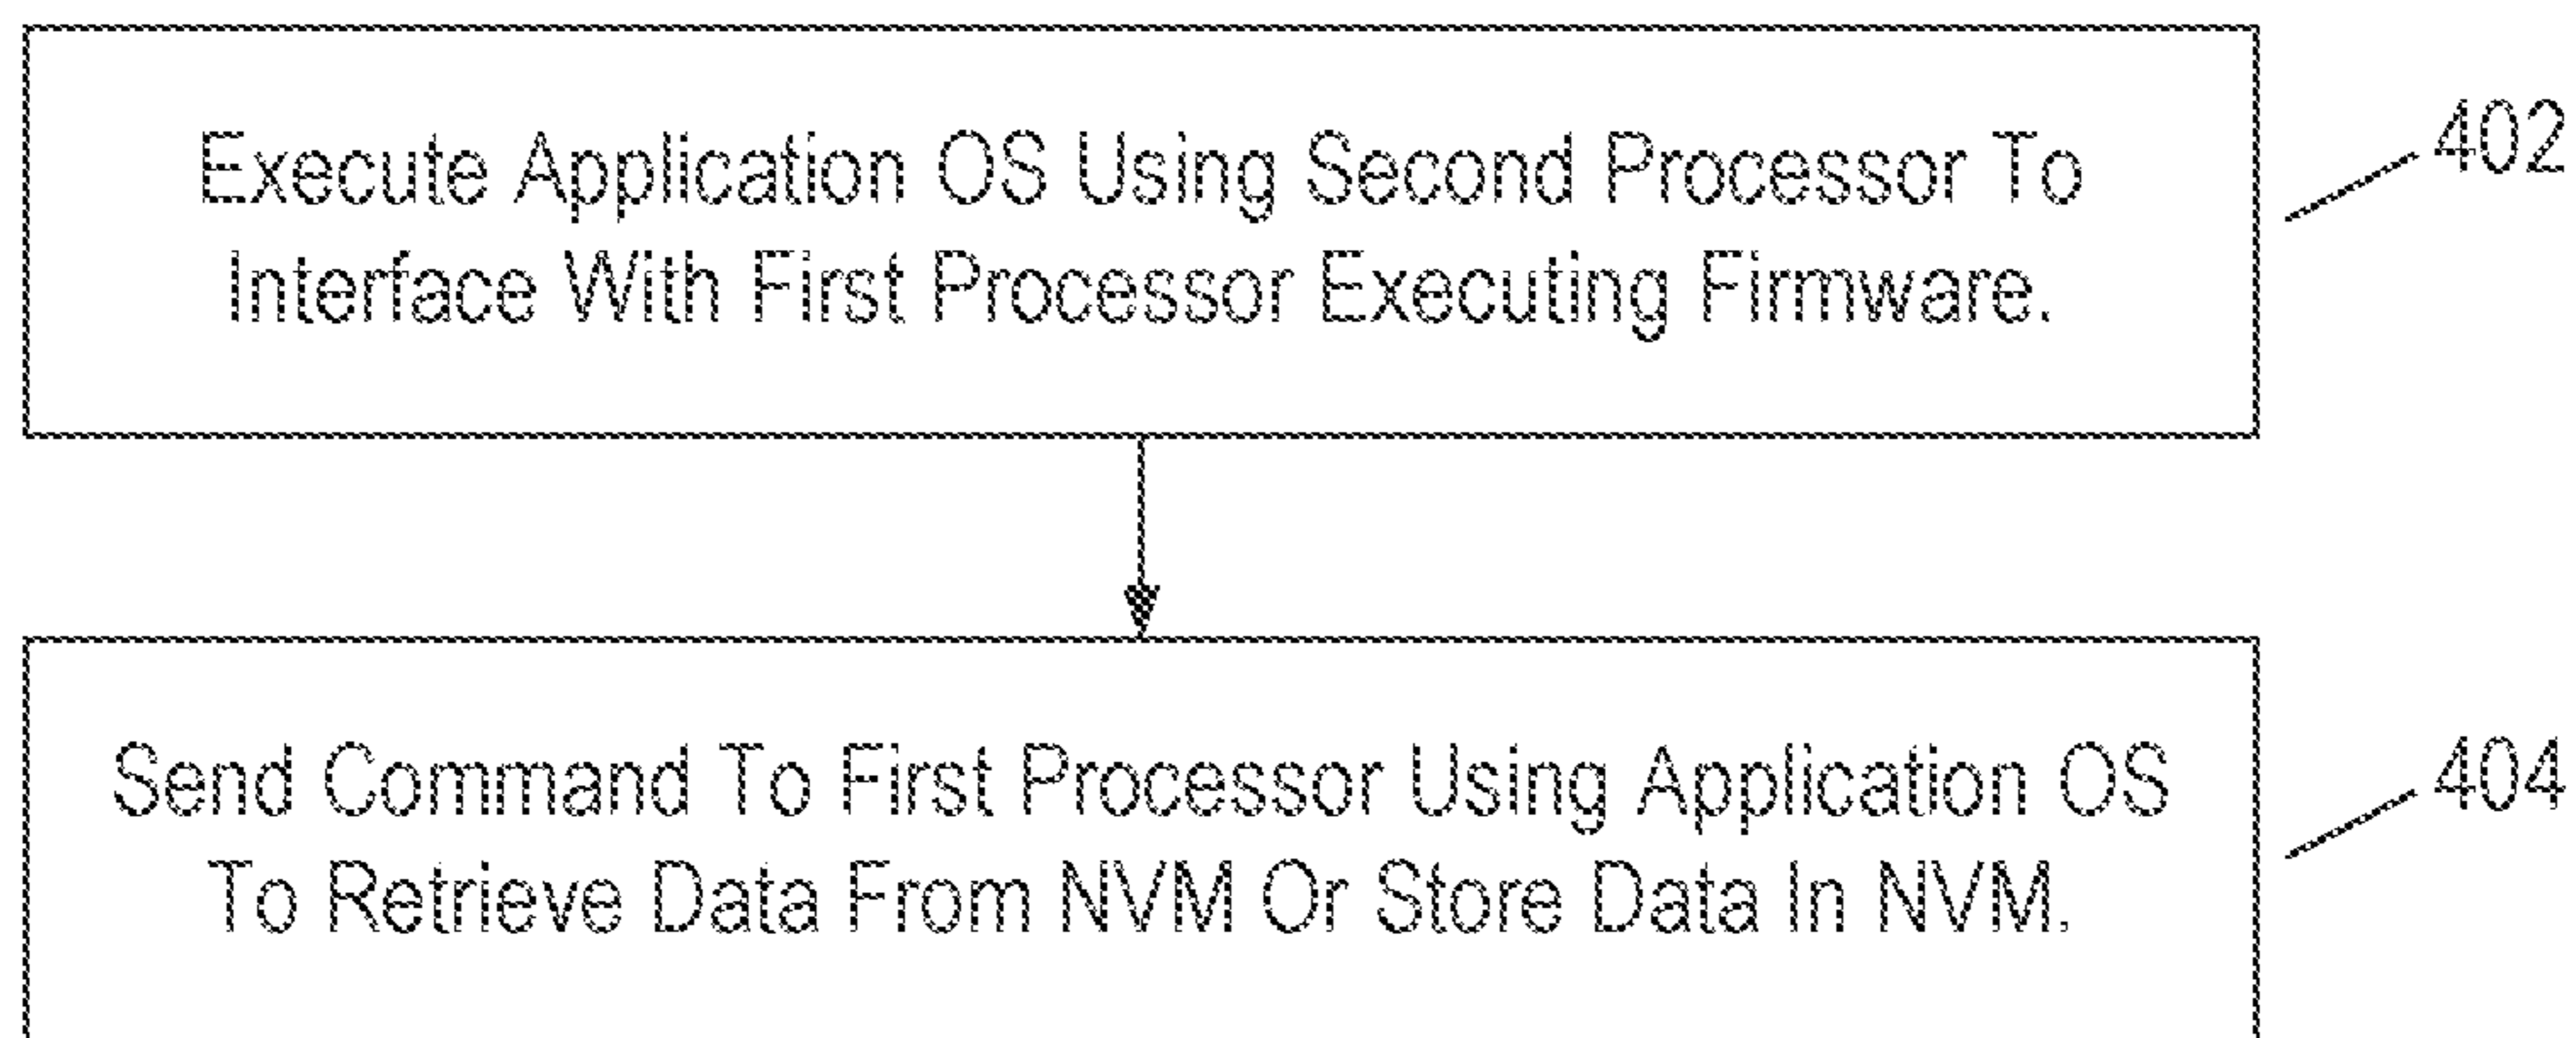 Execute Application OS Using Second Processor To
Interface With First Processor Executing Firmware.
402
Send Command To First Processor Using Application OS
To Retrieve Data From NVM Or Store Data In NVM.
404